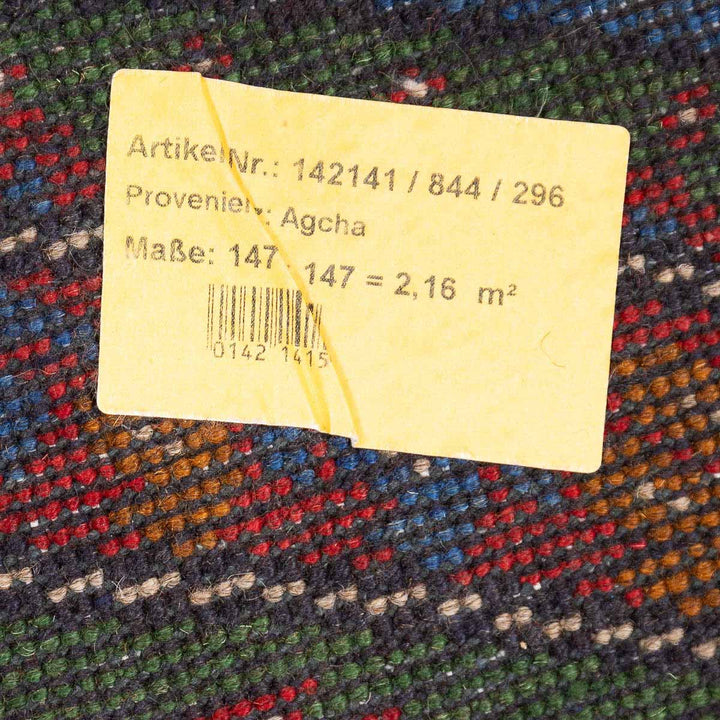 Artikel Nr.: 142141 / 844 / 296
Provenienz: Agcha
Maße: 147 · 147 = 2,16 m²
0142 1415